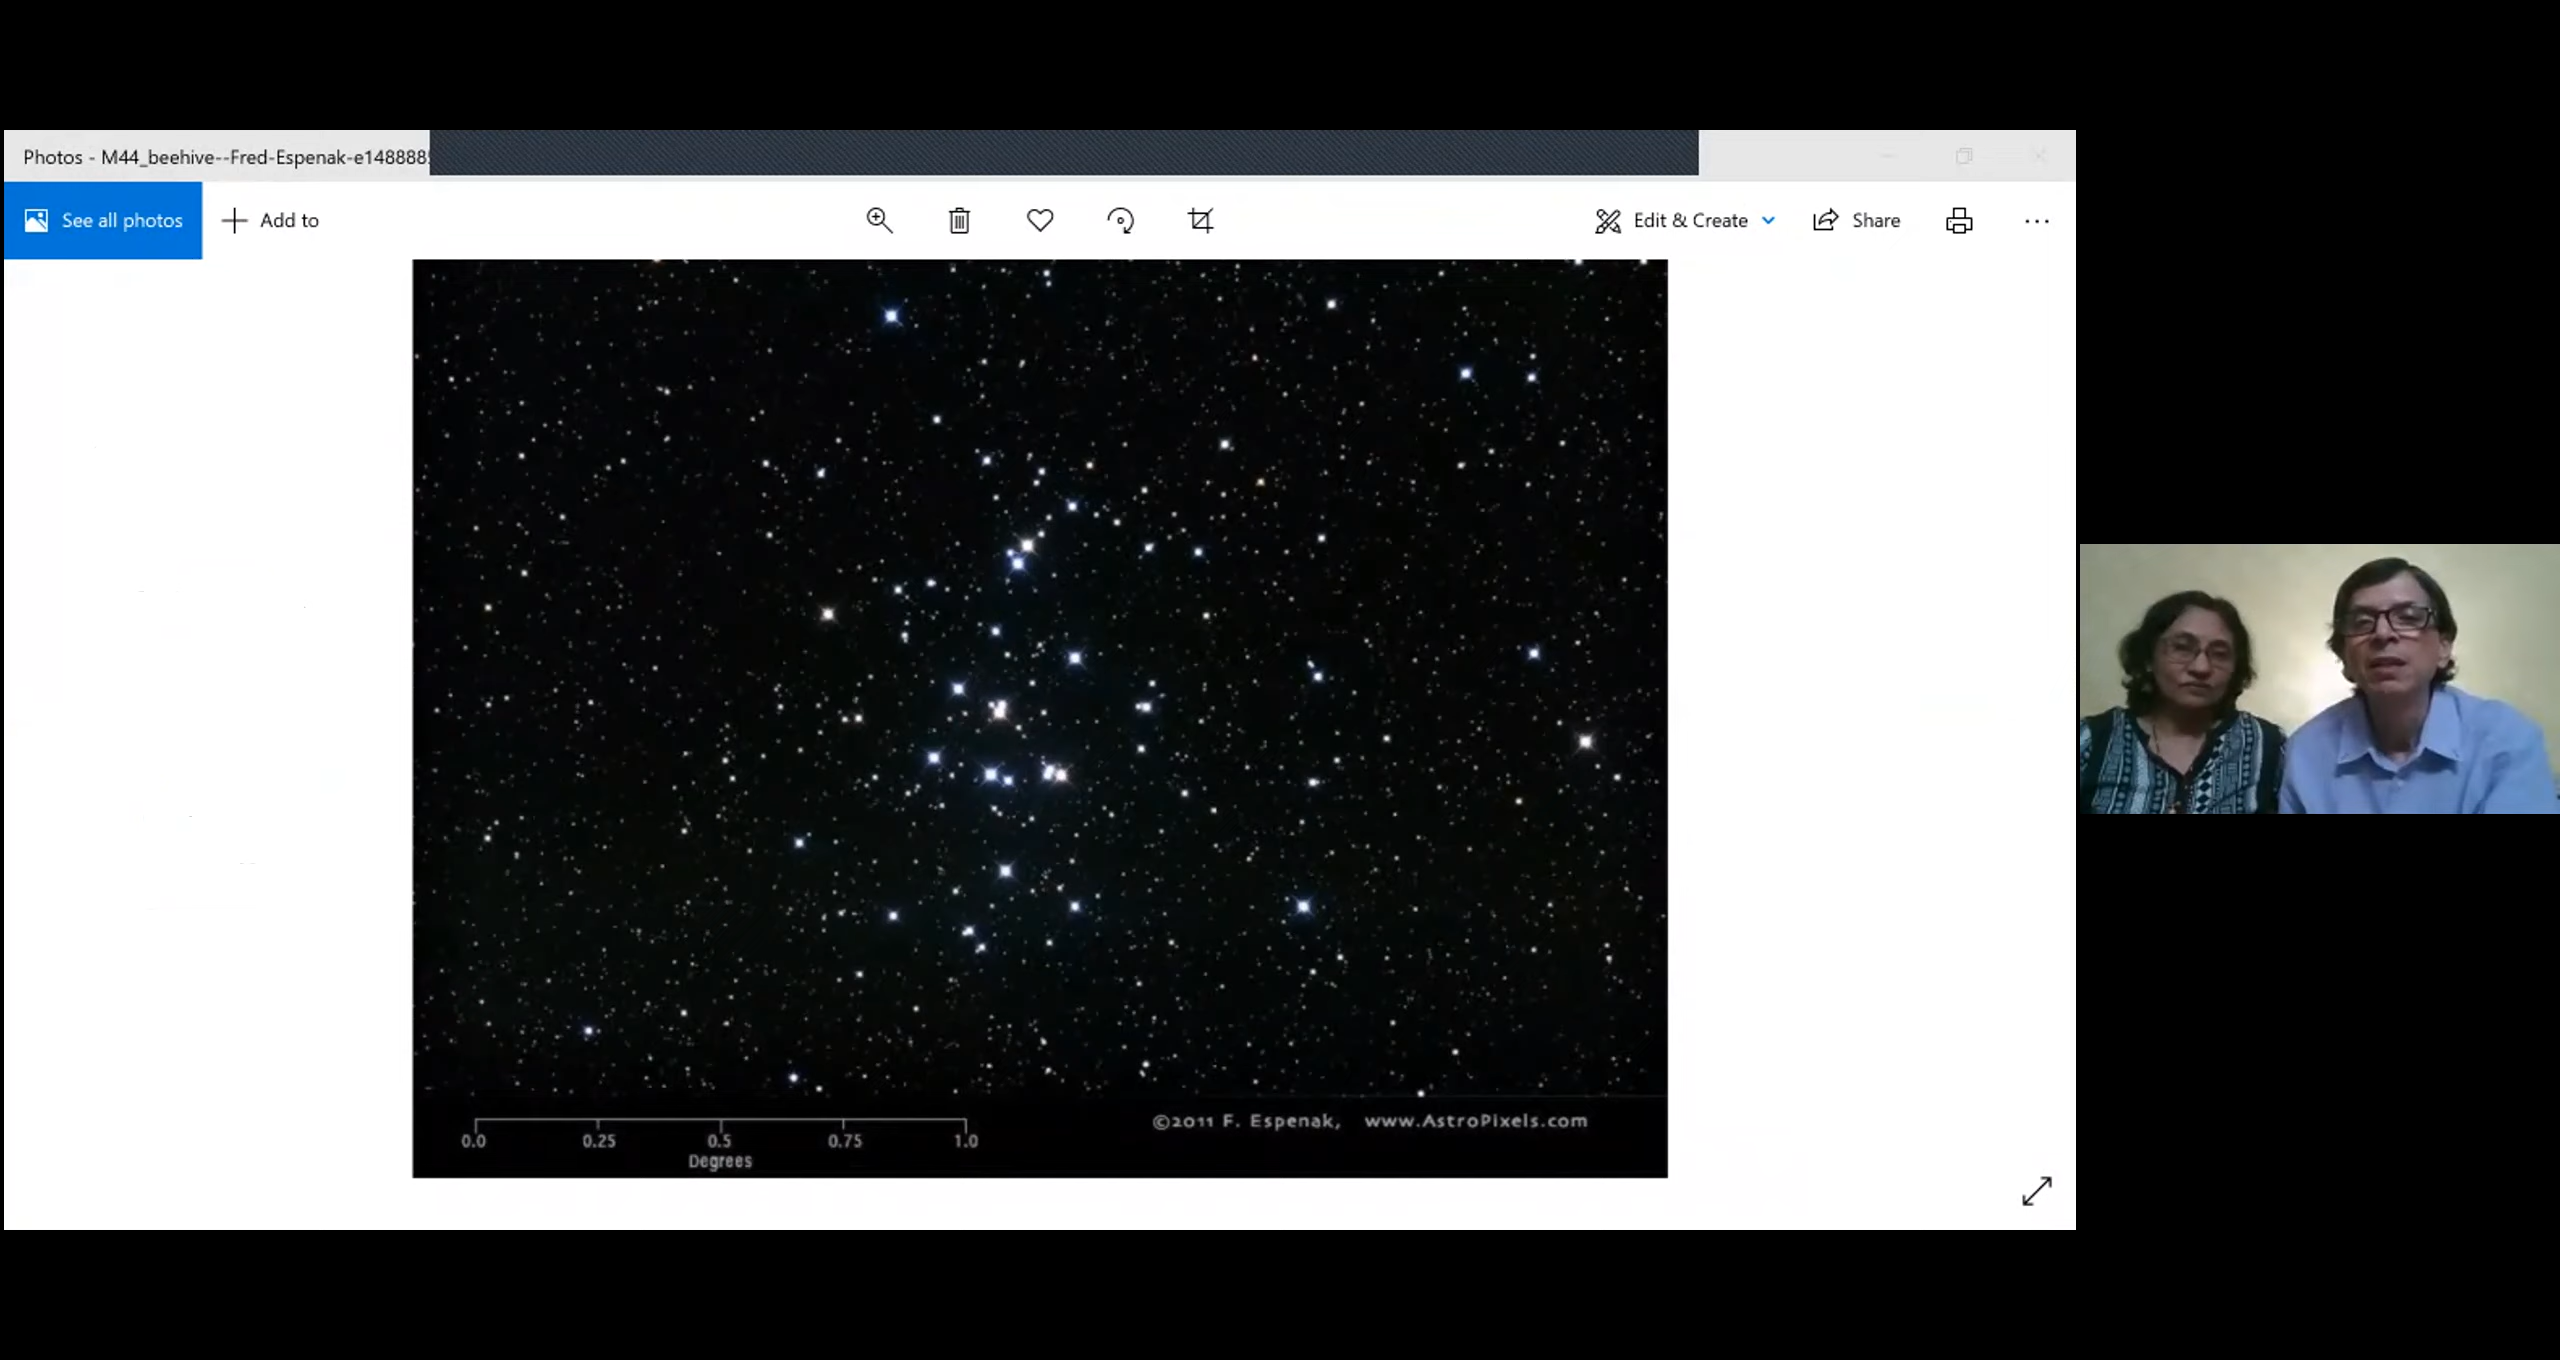 Photos - M44_beehive--Fred-Espenak-e148888
See all photos
Add to
Edit & Create
Share
©2011 F. Espenak, www.AstroPixels.com
0.0 0.25 0.5 0.75 1.0
Degrees